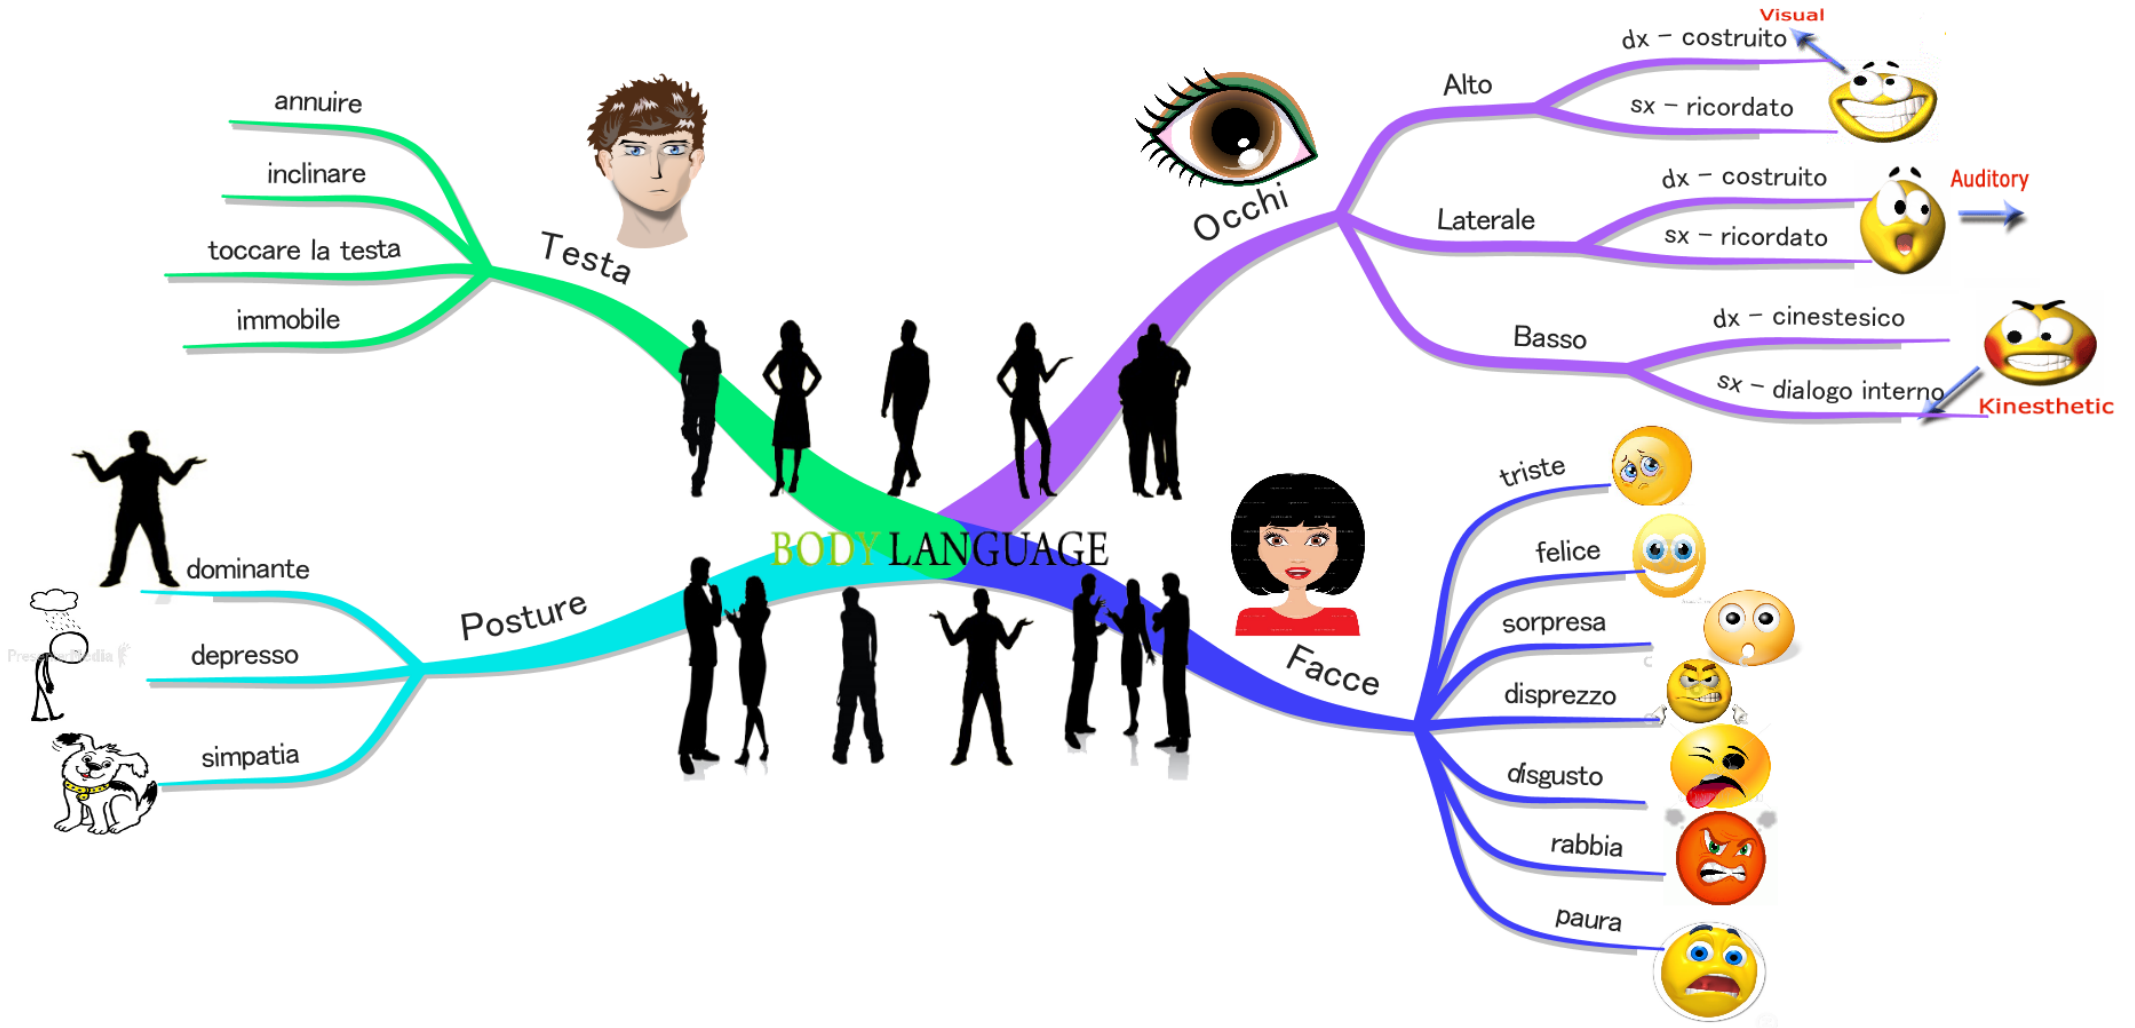 BODY LANGUAGE
Testa
annuire
inclinare
toccare la testa
immobile
Occhi
Alto
Visual
dx - costruito
sx - ricordato
Laterale
dx - costruito
Auditory
sx - ricordato
Basso
dx - cinestesico
sx - dialogo interno
Kinesthetic
Posture
dominante
depresso
simpatia
PresenterMedia
Facce
triste
felice
sorpresa
disprezzo
disgusto
rabbia
paura